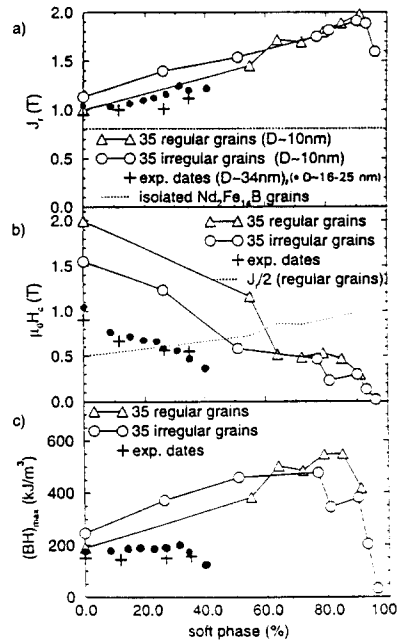 a)
2.0
1.5
1.0
0.5
0.0
J_r (T)
35 regular grains (D~10nm)
35 irregular grains (D~10nm)
exp. dates (D~34nm),(• D~16-25 nm)
isolated Nd2Fe14B grains
b)
2.0
1.5
1.0
0.5
0.0
μ0Hc (T)
35 regular grains
35 irregular grains
exp. dates
J/2 (regular grains)
c)
600
400
200
0
(BH)max (kJ/m³)
35 regular grains
35 irregular grains
exp. dates
0.0 20.0 40.0 60.0 80.0 100.0
soft phase (%)